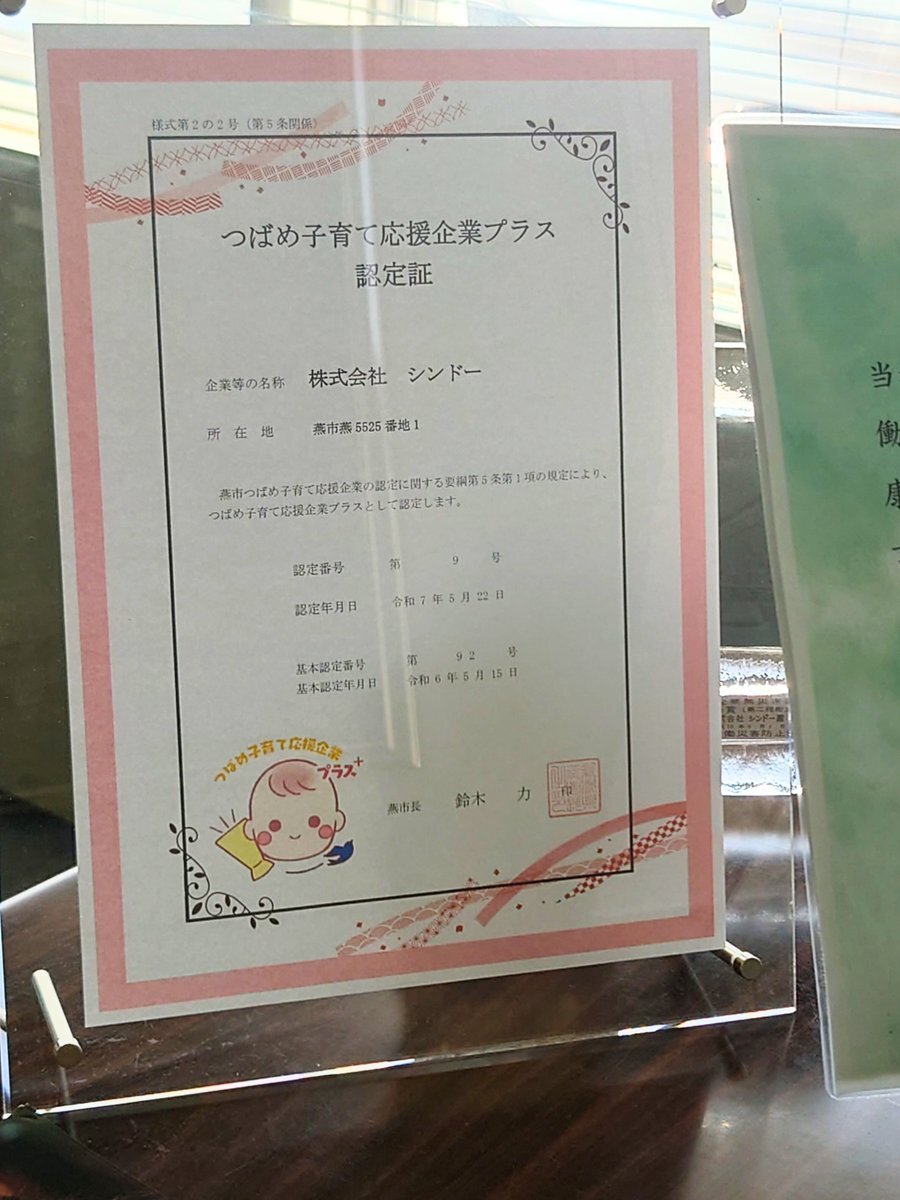 様式第2の2号（第5条関係）
つばめ子育て応援企業プラス
認定証
企業等の名称 株式会社 シンドー
所在地 燕市燕5525番地1
燕市つばめ子育て応援企業の認定に関する要綱第5条第1項の規定により、
つばめ子育て応援企業プラスとして認定します。
認定番号 第 9 号
認定年月日 令和7年5月22日
基本認定番号 第 92 号
基本認定年月日 令和6年5月15日
つばめ子育て応援企業
プラス+
燕市長 鈴木 力 印
当
働
康